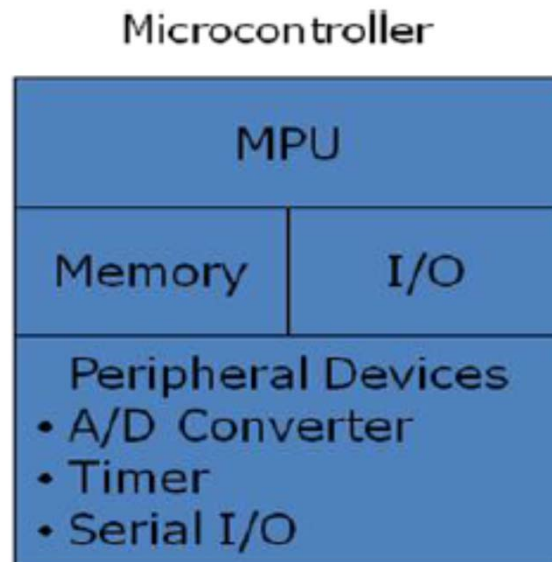 Microcontroller
MPU
Memory I/O
Peripheral Devices
• A/D Converter
• Timer
• Serial I/O